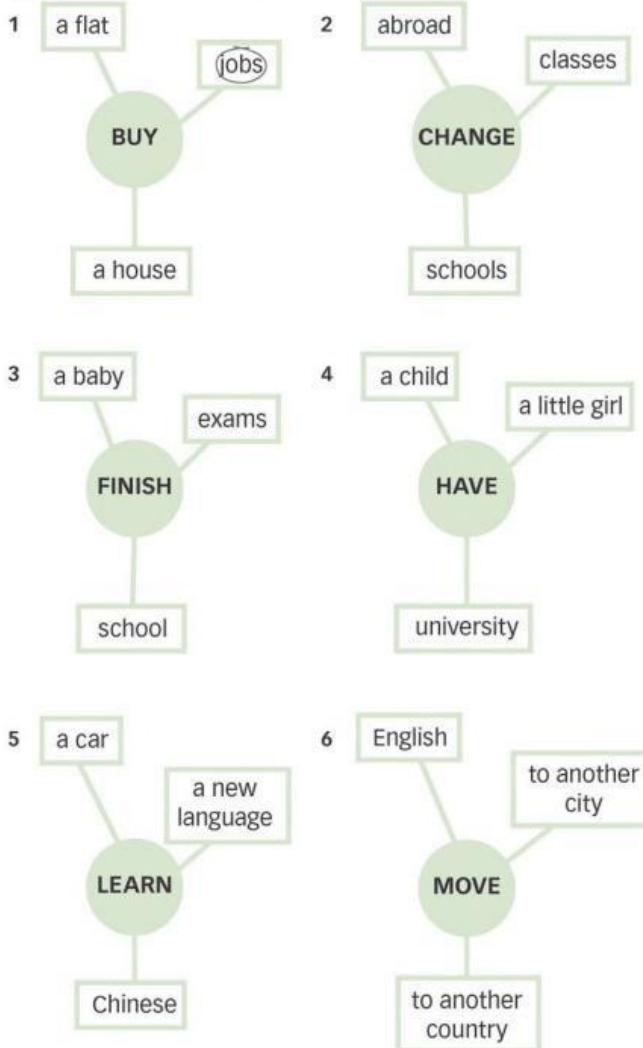 1
a flat
jobs
BUY
a house
2
abroad
classes
CHANGE
schools
3
a baby
exams
FINISH
school
4
a child
a little girl
HAVE
university
5
a car
a new
language
LEARN
Chinese
6
English
to another
city
MOVE
to another
country